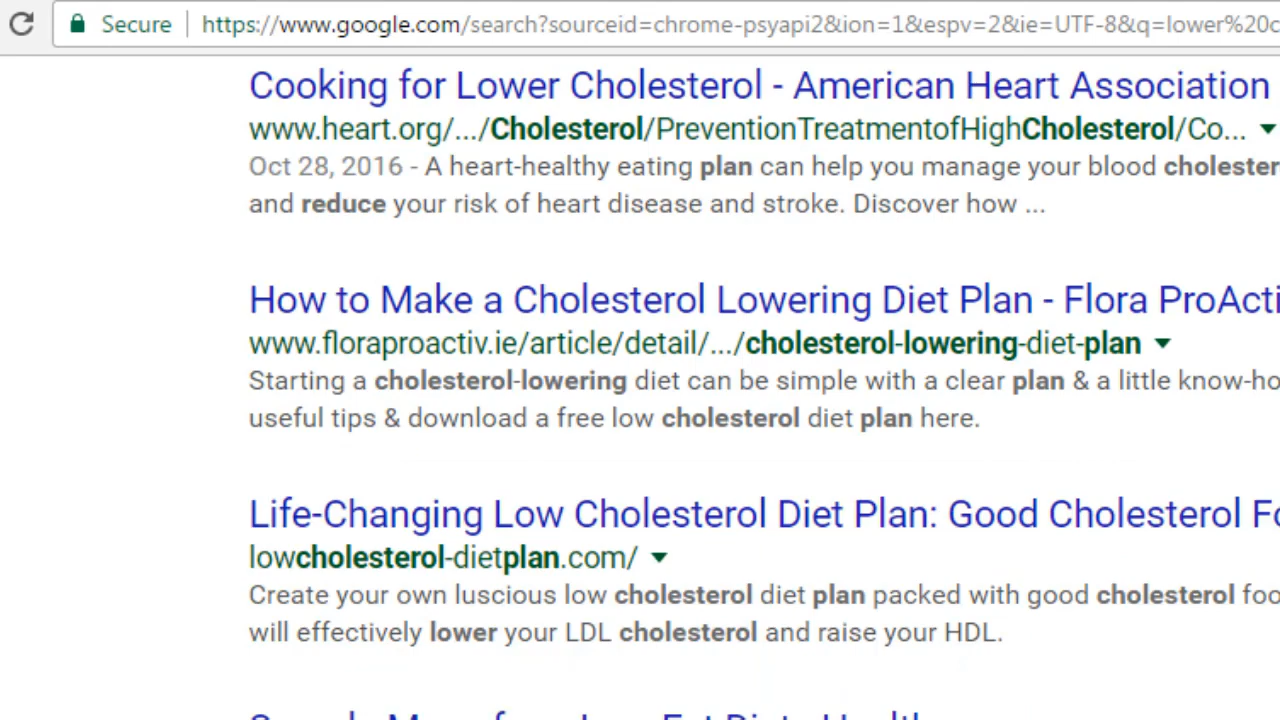 Secure https://www.google.com/search?sourceid=chrome-psyapi2&ion=1&espv=2&ie=UTF-8&q=lower%20c
Cooking for Lower Cholesterol - American Heart Association
www.heart.org/.../Cholesterol/PreventionTreatmentofHighCholesterol/Co...
Oct 28, 2016 - A heart-healthy eating plan can help you manage your blood cholester
and reduce your risk of heart disease and stroke. Discover how ...
How to Make a Cholesterol Lowering Diet Plan - Flora ProActi
www.floraproactiv.ie/article/detail/.../cholesterol-lowering-diet-plan
Starting a cholesterol-lowering diet can be simple with a clear plan & a little know-ho
useful tips & download a free low cholesterol diet plan here.
Life-Changing Low Cholesterol Diet Plan: Good Cholesterol Fo
lowcholesterol-dietplan.com/
Create your own luscious low cholesterol diet plan packed with good cholesterol foo
will effectively lower your LDL cholesterol and raise your HDL.